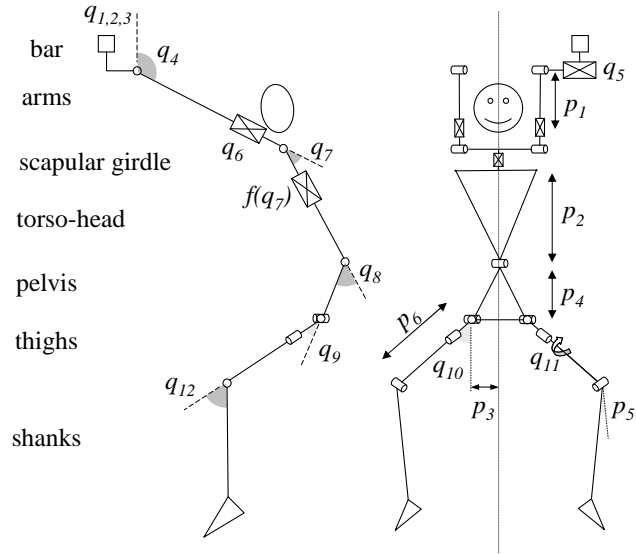 q1,2,3
bar
q4
q5
arms
p1
q6
q7
scapular girdle
f(q7)
torso-head
p2
q8
pelvis
p4
p6
thighs
q9
q10
q11
q12
p3
p5
shanks